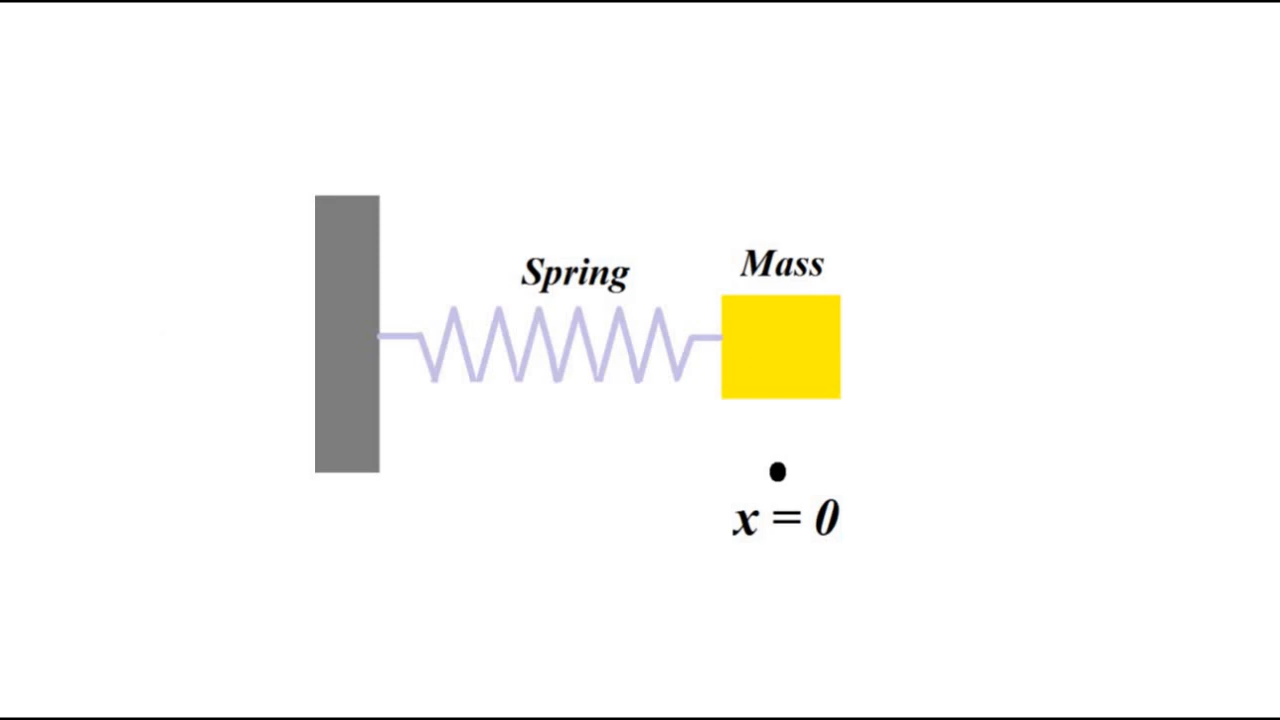 Spring
Mass
x = 0